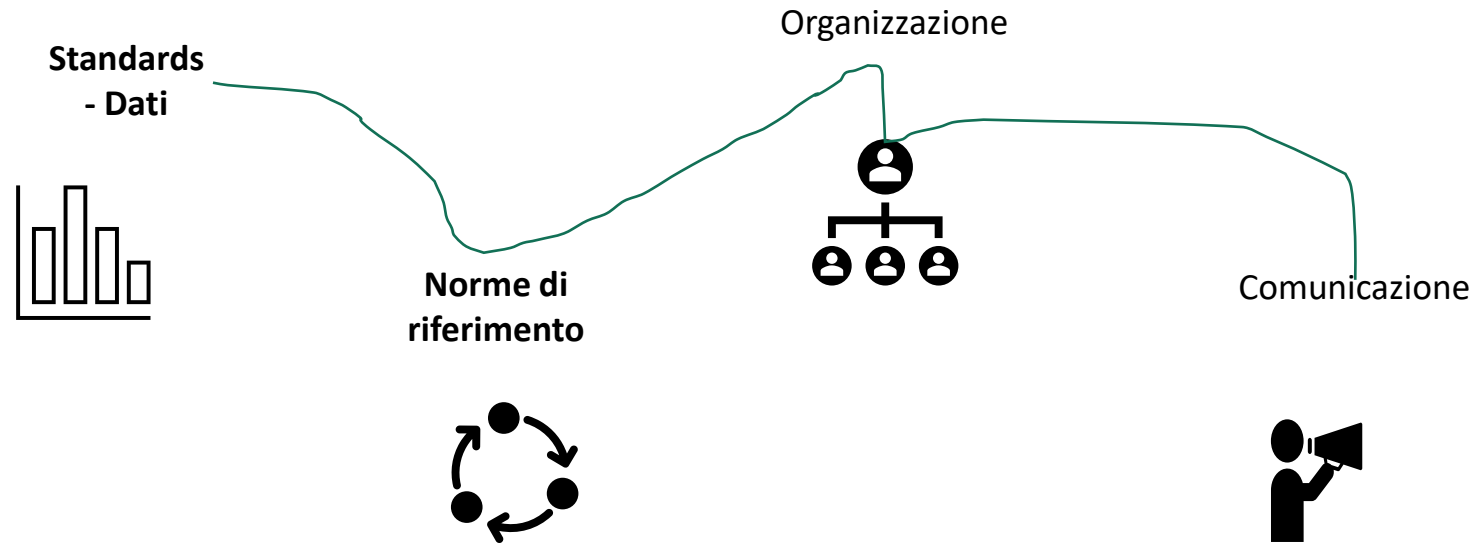 Standards
- Dati
Norme di
riferimento
Organizzazione
Comunicazione